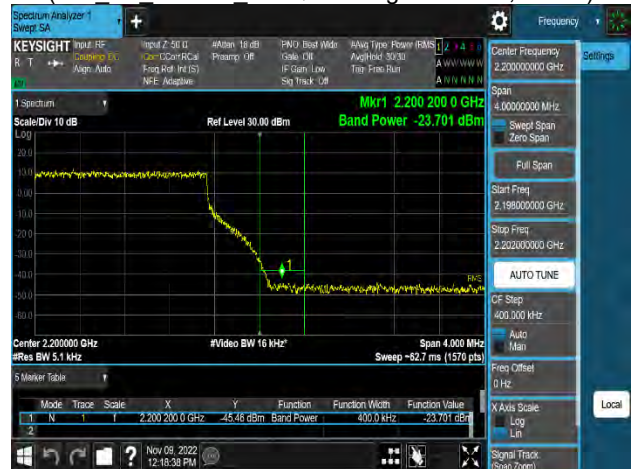 Spectrum Analyzer 1
Swept SA
Frequency
KEYSIGHT
Input: RF
Coupling: DC
Align: Auto
Input Z: 50 Ω
Corr CCorr RCal
Freq Ref: Int (S)
NFE: Adaptive
#Atten: 18 dB
Preamp: Off
PNO: Best Wide
Gate: Off
IF Gain: Low
Sig Track: Off
#Avg Type: Power (RMS)
Avg|Hold: 30/30
Trig: Free Run
R T
A N N N N N
1 Spectrum
Scale/Div 10 dB
Log
Ref Level 30.00 dBm
Mkr1 2.200 200 0 GHz
Band Power -23.701 dBm
20.0
10.0
0.00
-10.0
-20.0
-30.0
-40.0
-50.0
-60.0
1
RMS
Center 2.200000 GHz
#Video BW 16 kHz*
Span 4.000 MHz
#Res BW 5.1 kHz
Sweep ~62.7 ms (1570 pts)
5 Marker Table
Mode Trace Scale X Y Function Function Width Function Value
1 N 1 f 2.200 200 0 GHz -45.46 dBm Band Power 400.0 kHz -23.701 dBm
2
Nov 09, 2022
12:18:38 PM
Center Frequency
2.200000000 GHz
Span
4.00000000 MHz
Swept Span
Zero Span
Full Span
Start Freq
2.198000000 GHz
Stop Freq
2.202000000 GHz
AUTO TUNE
CF Step
400.000 kHz
Auto
Man
Freq Offset
0 Hz
X Axis Scale
Log
Lin
Signal Track
(Span Zoom)
Settings
Local